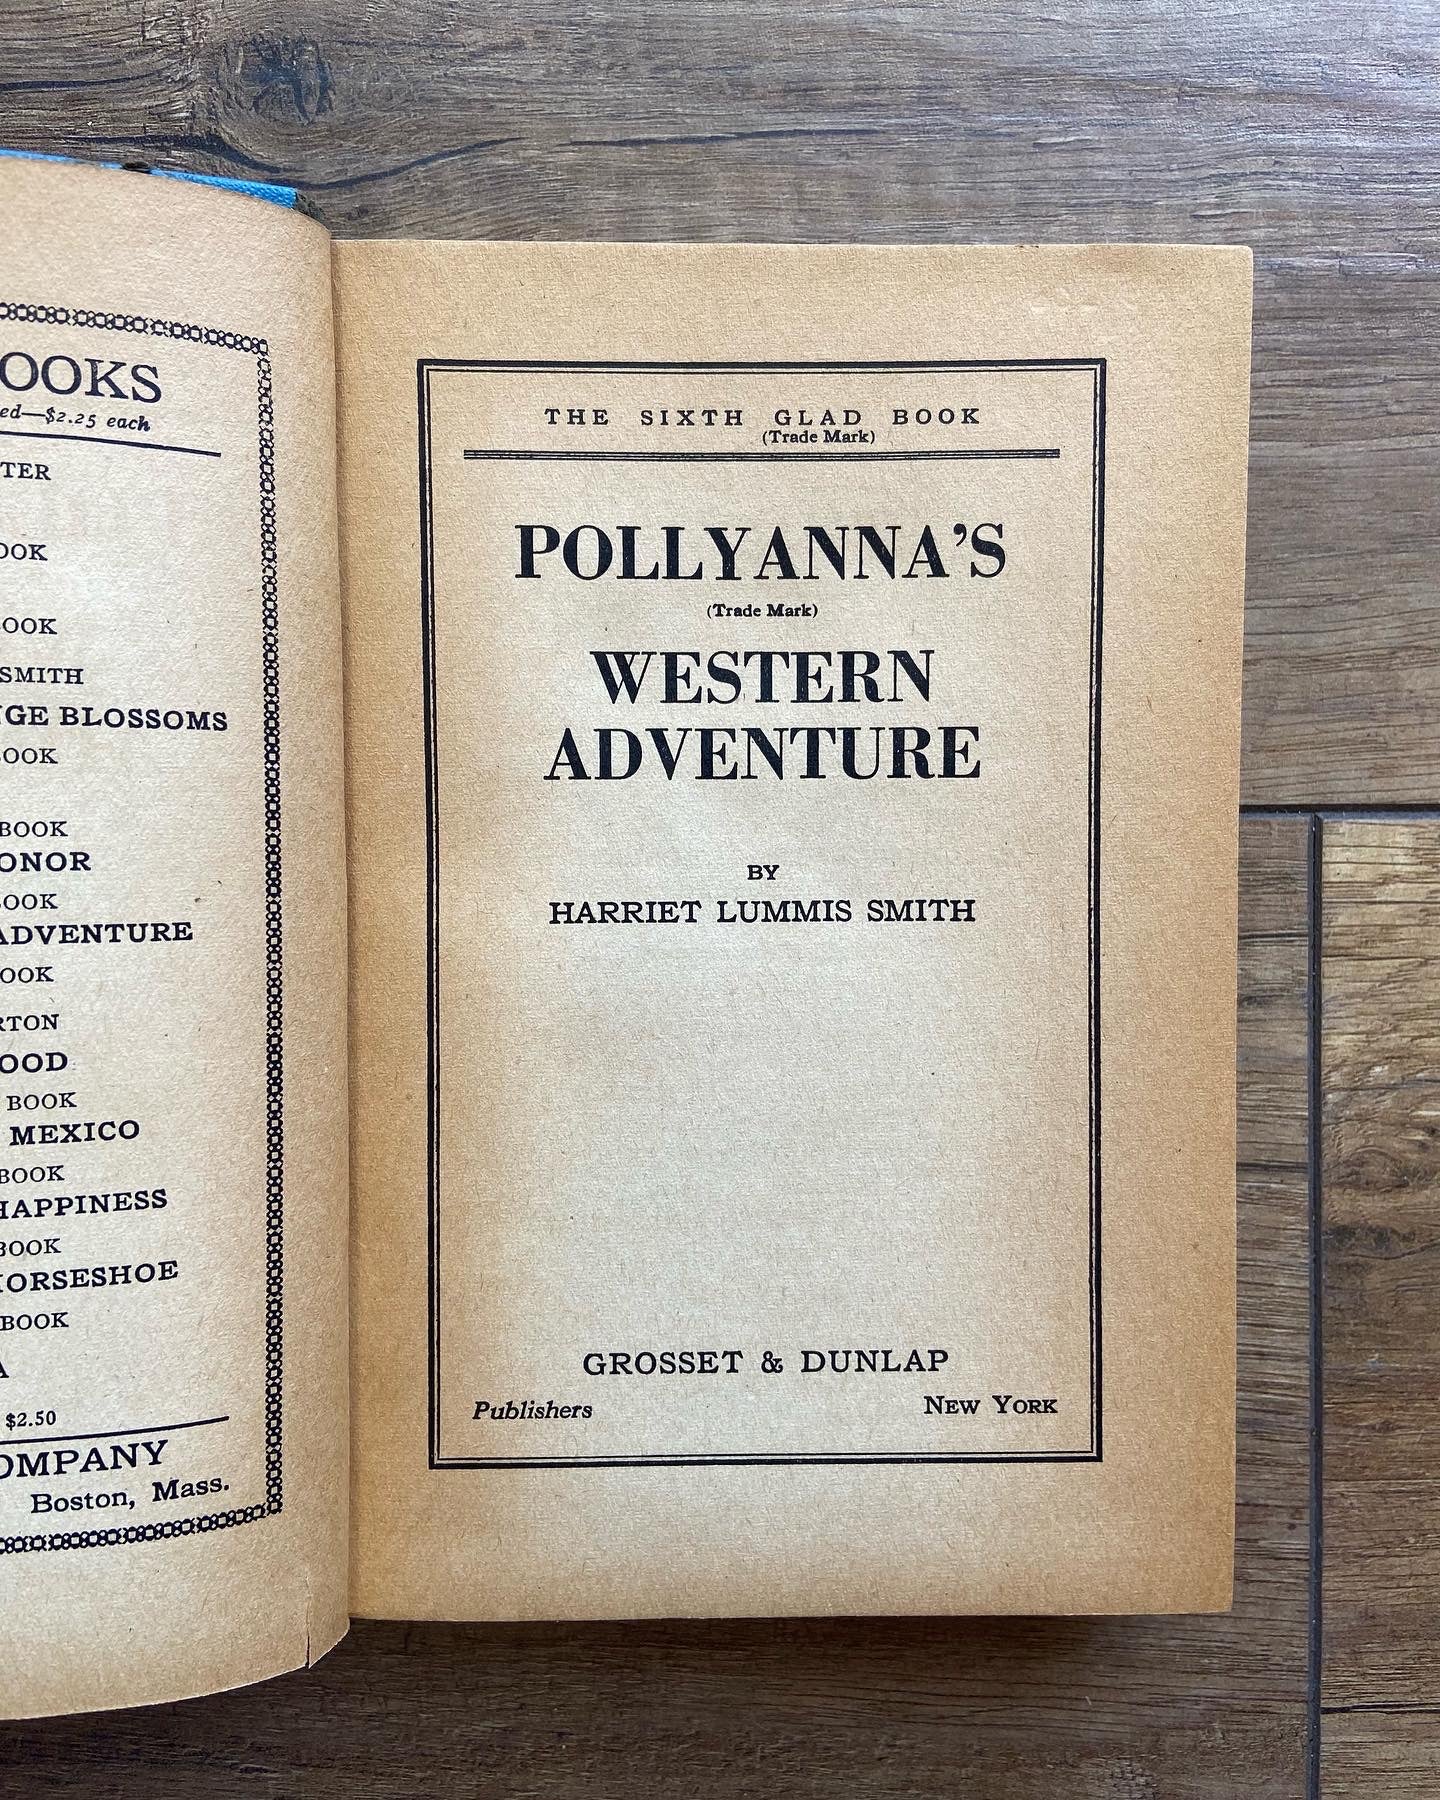 OOKS
ed—$2.25 each
TER
OOK
OOK
SMITH
NGE BLOSSOMS
OOK
BOOK
ONOR
OOK
ADVENTURE
OOK
RTON
OOD
BOOK
MEXICO
BOOK
HAPPINESS
BOOK
HORSESHOE
BOOK
A
$2.50
OMPANY
Boston, Mass.
THE SIXTH GLAD BOOK
(Trade Mark)
POLLYANNA'S
(Trade Mark)
WESTERN
ADVENTURE
BY
HARRIET LUMMIS SMITH
GROSSET & DUNLAP
Publishers New York